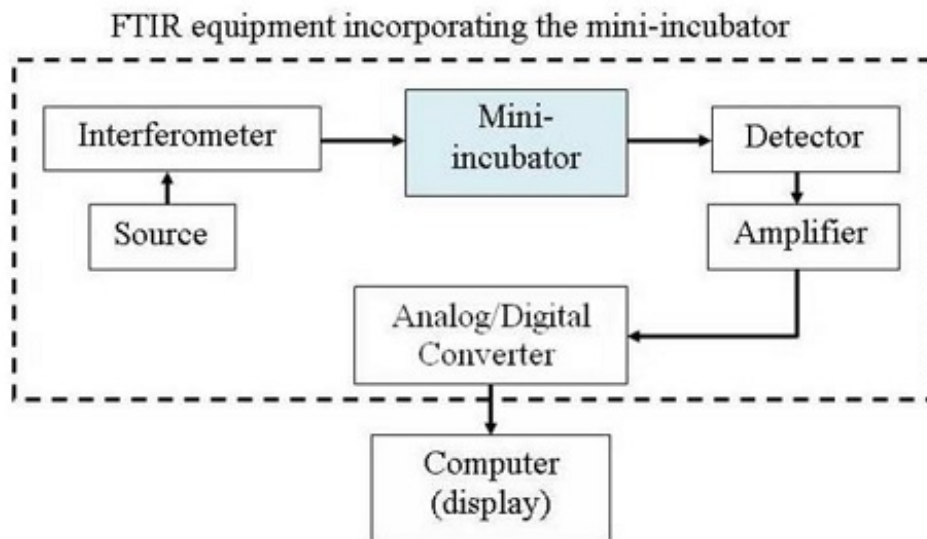 FTIR equipment incorporating the mini-incubator
Interferometer
Mini-
incubator
Detector
Source
Amplifier
Analog/Digital
Converter
Computer
(display)